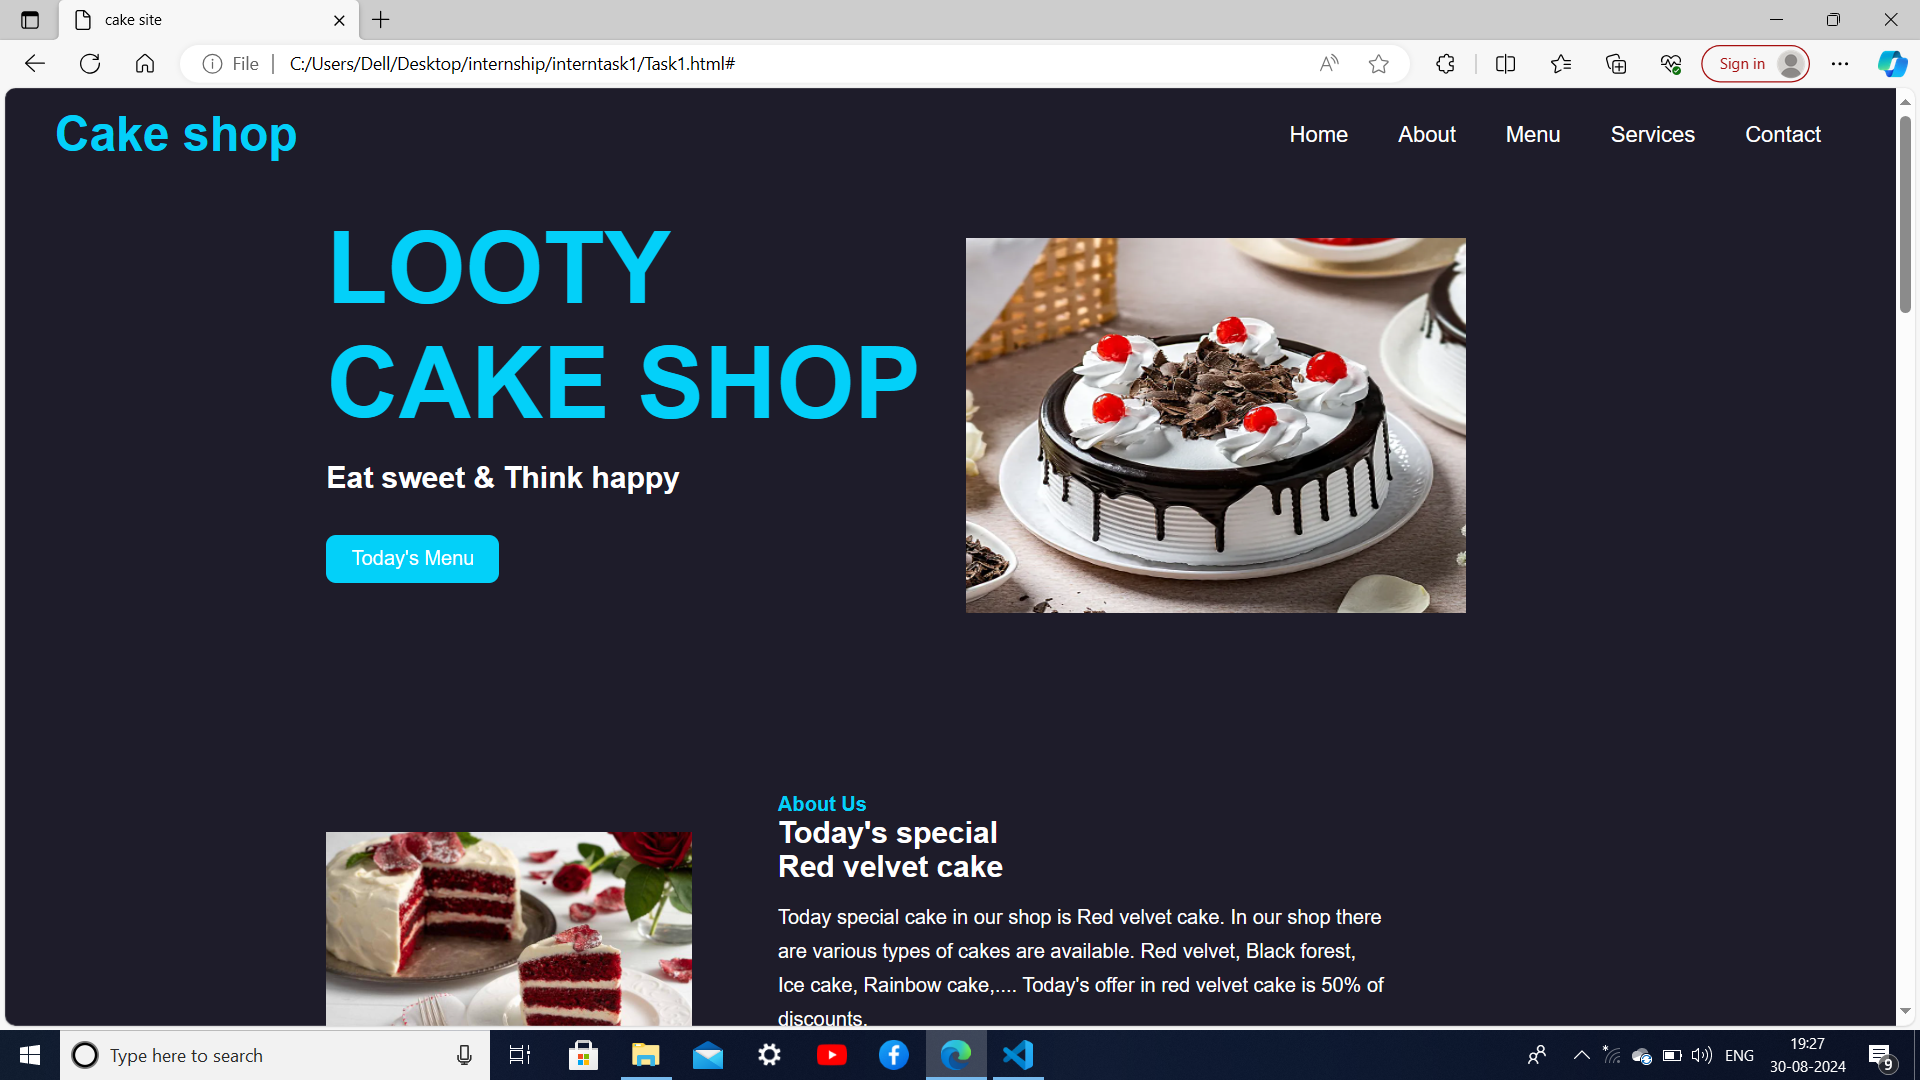 cake site
File
C:/Users/Dell/Desktop/internship/interntask1/Task1.html#
Sign in
Cake shop
Home
About
Menu
Services
Contact
LOOTY
CAKE SHOP
Eat sweet & Think happy
Today's Menu
About Us
Today's special
Red velvet cake
Today special cake in our shop is Red velvet cake. In our shop there
are various types of cakes are available. Red velvet, Black forest,
Ice cake, Rainbow cake,.... Today's offer in red velvet cake is 50% of
discounts.
Type here to search
ENG
19:27
30-08-2024
9